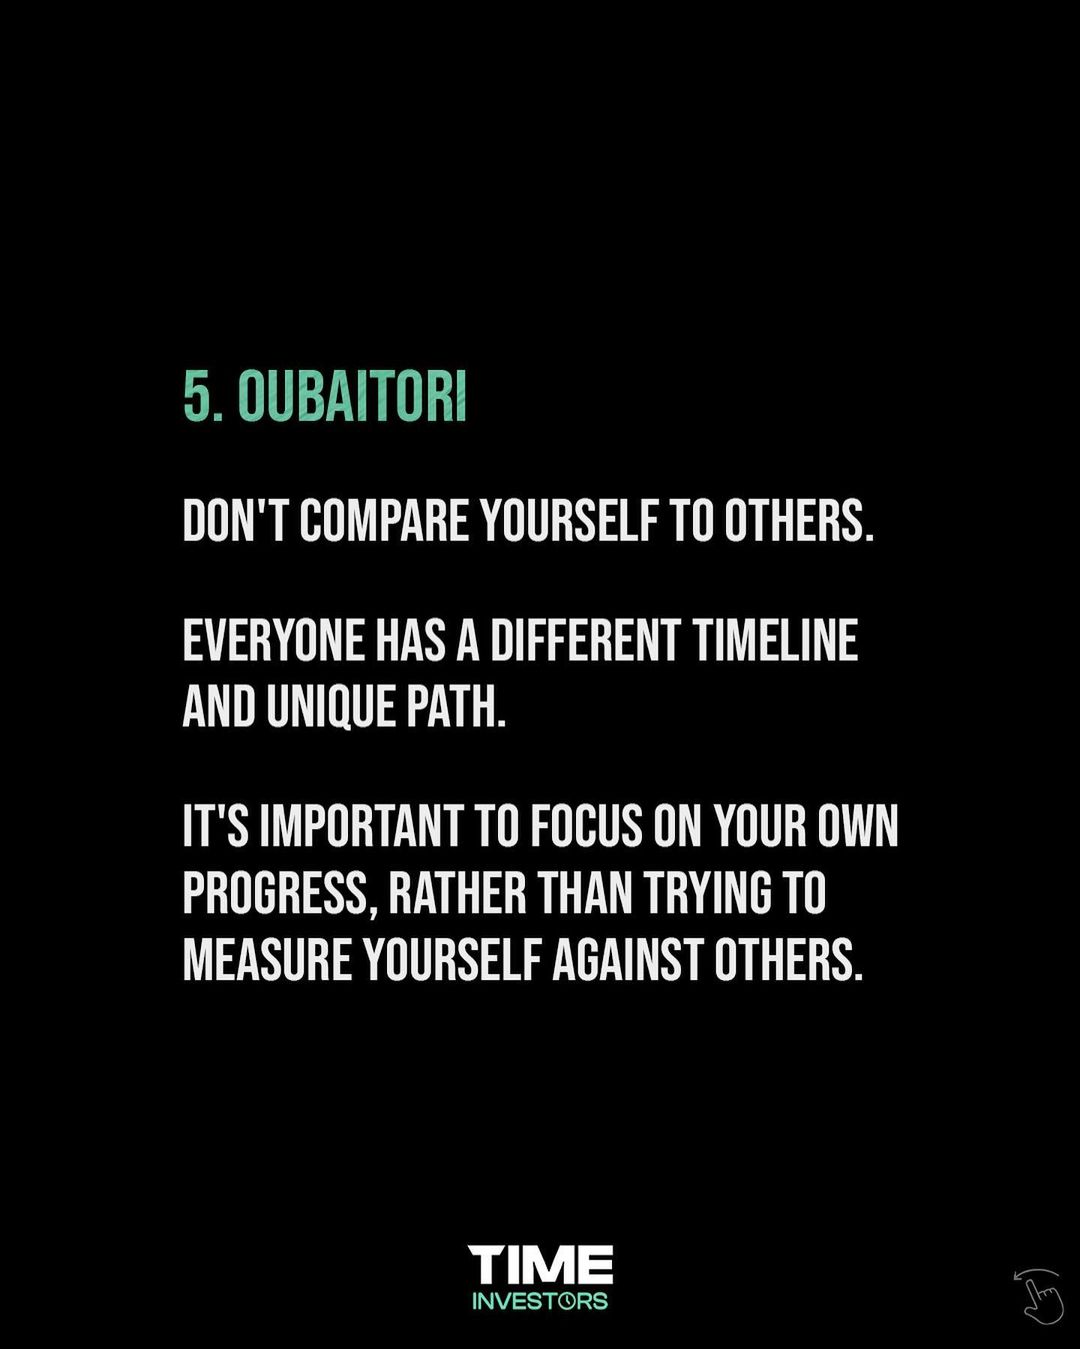 5. OUBAITORI
DON'T COMPARE YOURSELF TO OTHERS.
EVERYONE HAS A DIFFERENT TIMELINE
AND UNIQUE PATH.
IT'S IMPORTANT TO FOCUS ON YOUR OWN
PROGRESS, RATHER THAN TRYING TO
MEASURE YOURSELF AGAINST OTHERS.
TIME
INVESTORS